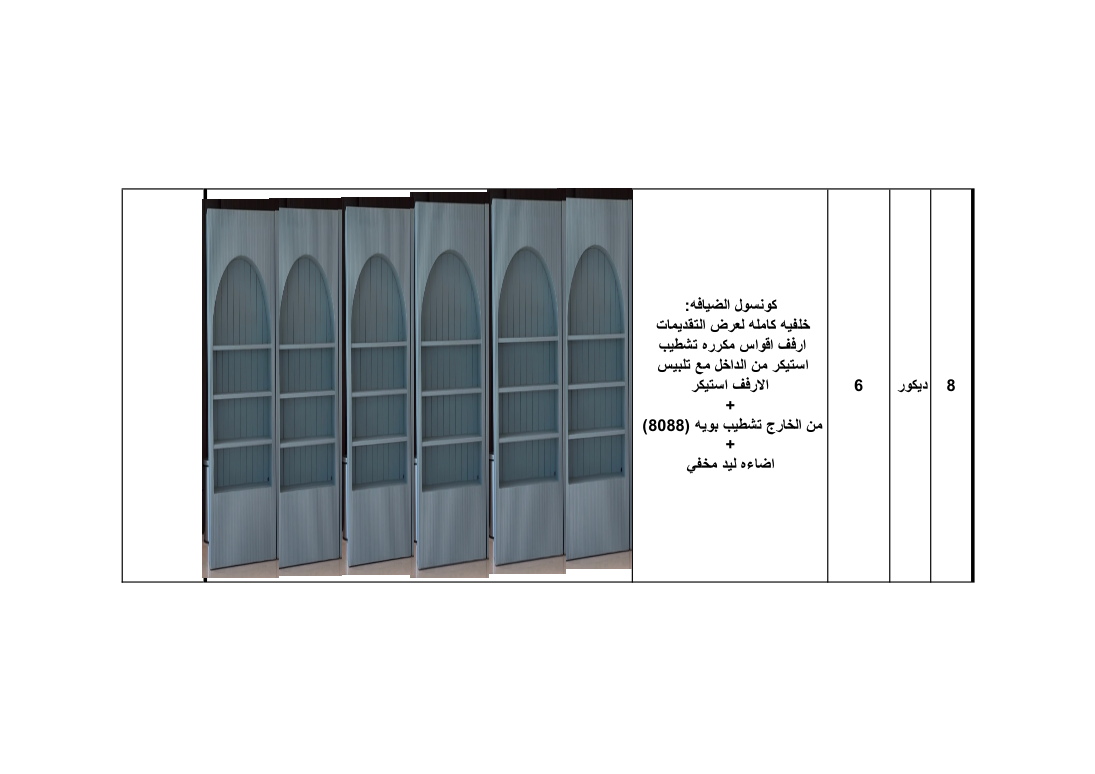 8
ديكور
6
كونسول الضيافه:
خلفيه كامله لعرض التقديمات
ارفف اقواس مكرره تشطيب
استيكر من الداخل مع تلبيس
الارفف استيكر
+
من الخارج تشطيب بويه (8088)
+
اضاءه ليد مخفي